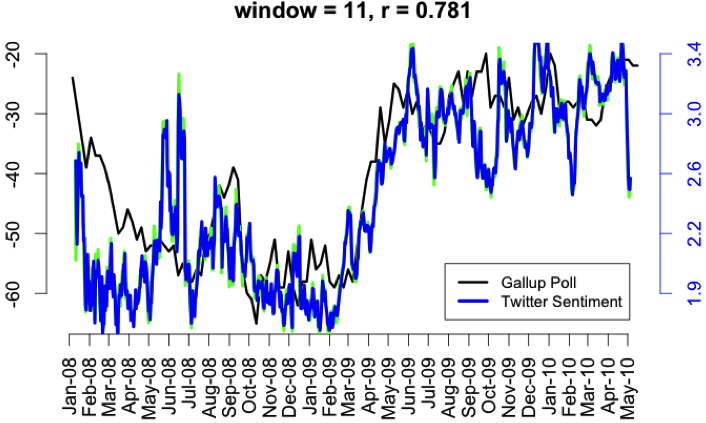 window = 11, r = 0.781
-20
-30
-40
-50
-60
3.4
3.0
2.6
2.2
1.9
Gallup Poll
Twitter Sentiment
Jan-08
Feb-08
Mar-08
Apr-08
May-08
Jun-08
Jul-08
Aug-08
Sep-08
Oct-08
Nov-08
Dec-08
Jan-09
Feb-09
Mar-09
Apr-09
May-09
Jun-09
Jul-09
Aug-09
Sep-09
Oct-09
Nov-09
Dec-09
Jan-10
Feb-10
Mar-10
Apr-10
May-10